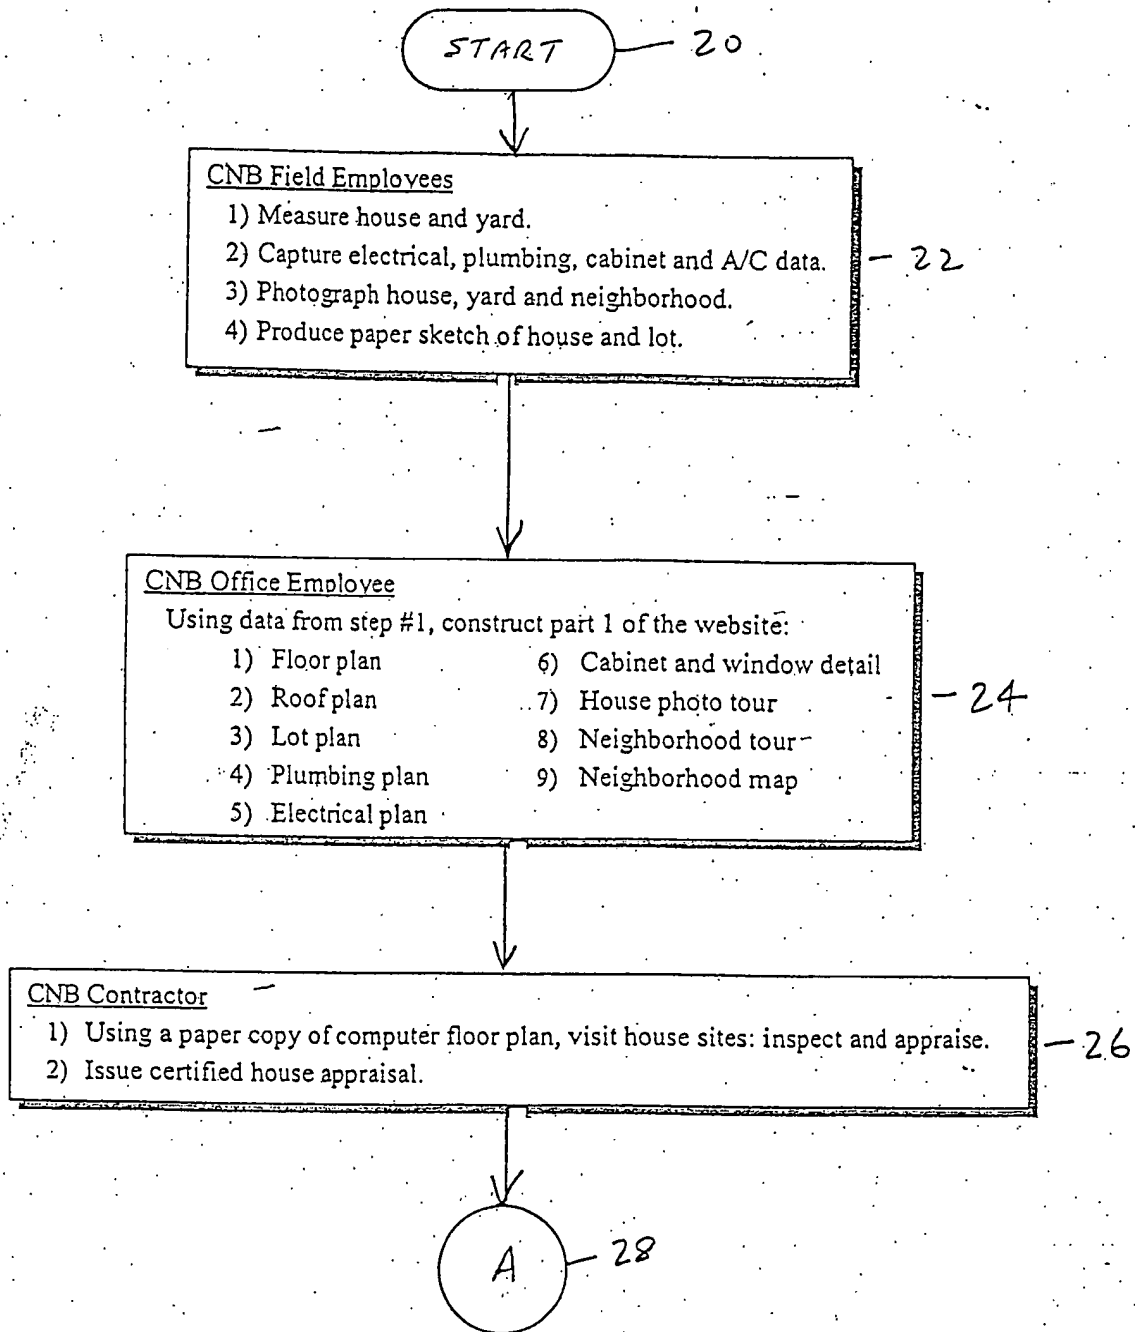 START 20
CNB Field Employees
1) Measure house and yard.
2) Capture electrical, plumbing, cabinet and A/C data.
22
3) Photograph house, yard and neighborhood.
4) Produce paper sketch of house and lot.
CNB Office Employee
Using data from step #1, construct part 1 of the website:
1) Floor plan 6) Cabinet and window detail
2) Roof plan 7) House photo tour
24
3) Lot plan 8) Neighborhood tour
4) Plumbing plan 9) Neighborhood map
5) Electrical plan
CNB Contractor
1) Using a paper copy of computer floor plan, visit house sites: inspect and appraise.
26
2) Issue certified house appraisal.
A 28